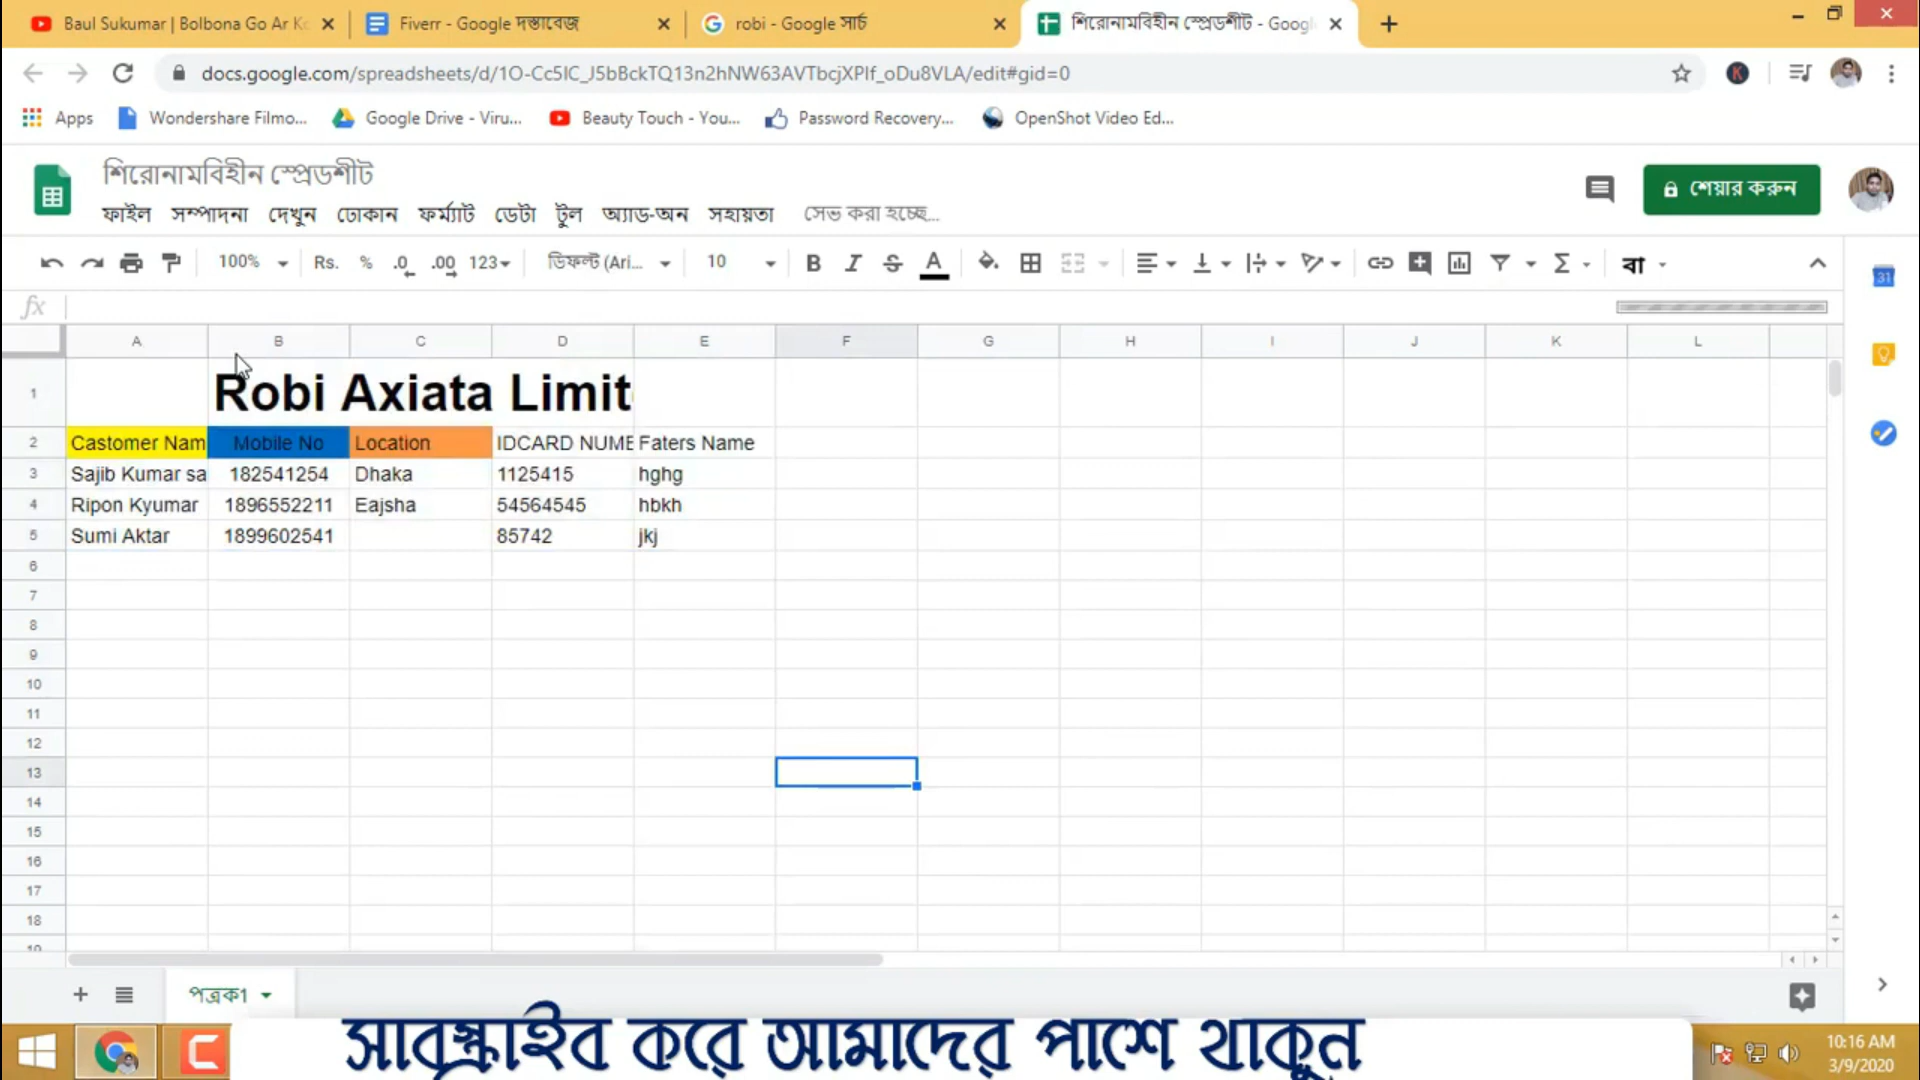 Baul Sukumar | Bolbona Go Ar
Fiverr - Google দস্তাবেজ
robi - Google সার্চ
শিরোনামবিহীন স্প্রেডশীট - Goog
docs.google.com/spreadsheets/d/1O-Cc5IC_J5bBckTQ13n2hNW63AVTbcjXPIf_oDu8VLA/edit#gid=0
Apps
Wondershare Filmo...
Google Drive - Viru...
Beauty Touch - You...
Password Recovery...
OpenShot Video Ed...
শিরোনামবিহীন স্প্রেডশীট
শেয়ার করুন
ফাইল সম্পাদনা দেখুন ঢোকান ফর্ম্যাট ডেটা টুল অ্যাড-অন সহায়তা সেভ করা হচ্ছে...
100% Rs. % .0 .00 123 ডিফল্ট (Ari... 10 B I S A Σ বা
31
fx
A B C D E F G H I J K L
1 Robi Axiata Limit
2 Castomer Nam Mobile No Location IDCARD NUME Faters Name
3 Sajib Kumar sa 182541254 Dhaka 1125415 hghg
4 Ripon Kyumar 1896552211 Eajsha 54564545 hbkh
5 Sumi Aktar 1899602541 85742 jkj
6
7
8
9
10
11
12
13
14
15
16
17
18
19
পত্রক1
সাবস্ক্রাইব করে আমাদের পাশে থাকুন
10:16 AM
3/9/2020